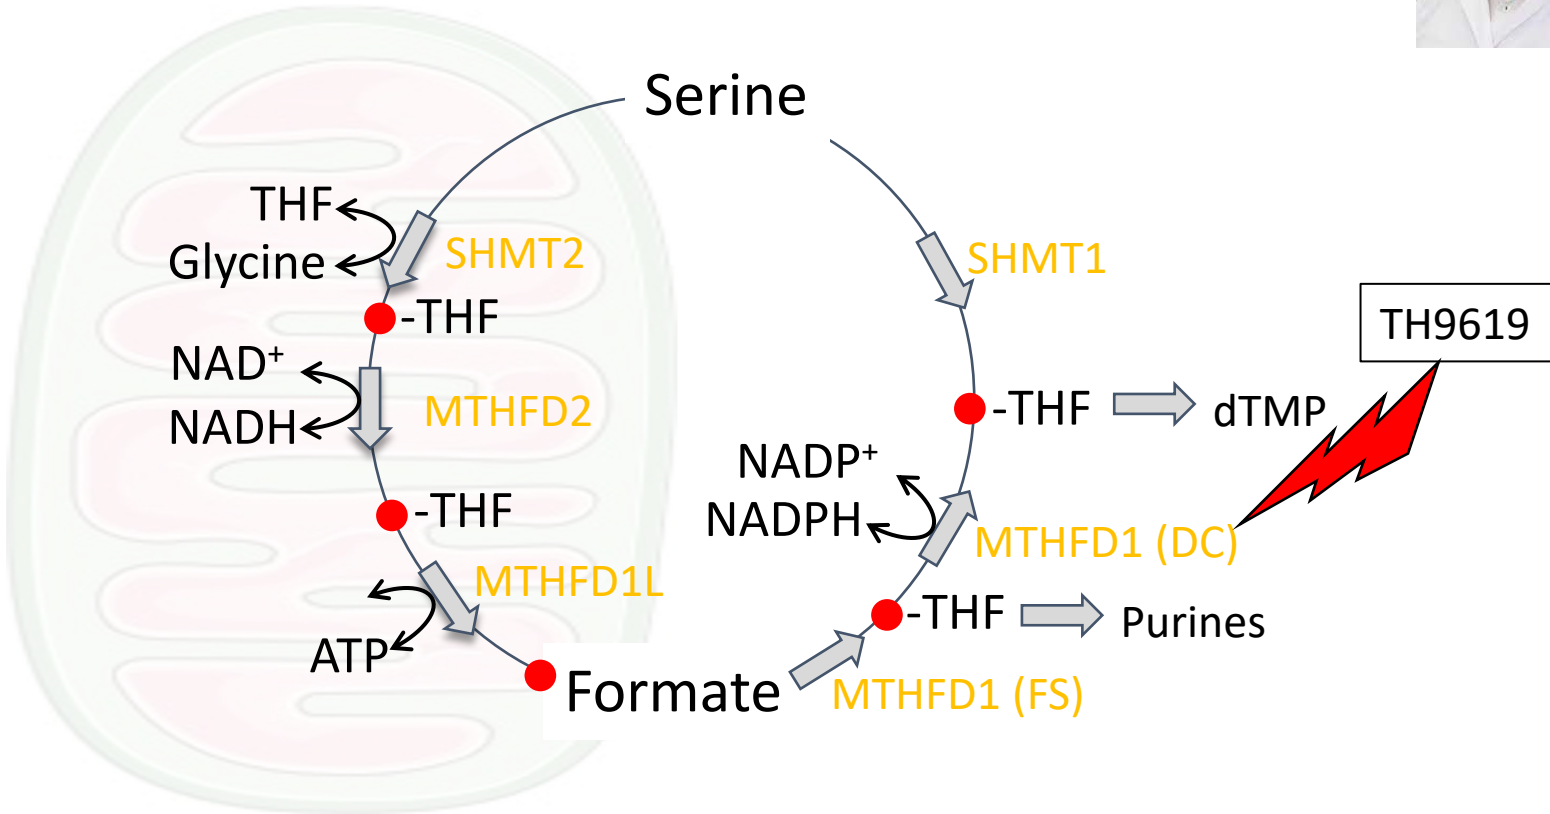 Serine
THF
Glycine
SHMT2
SHMT1
-THF
TH9619
NAD+
NADH
MTHFD2
-THF
dTMP
NADP+
NADPH
-THF
MTHFD1 (DC)
MTHFD1L
-THF
Purines
ATP
Formate
MTHFD1 (FS)